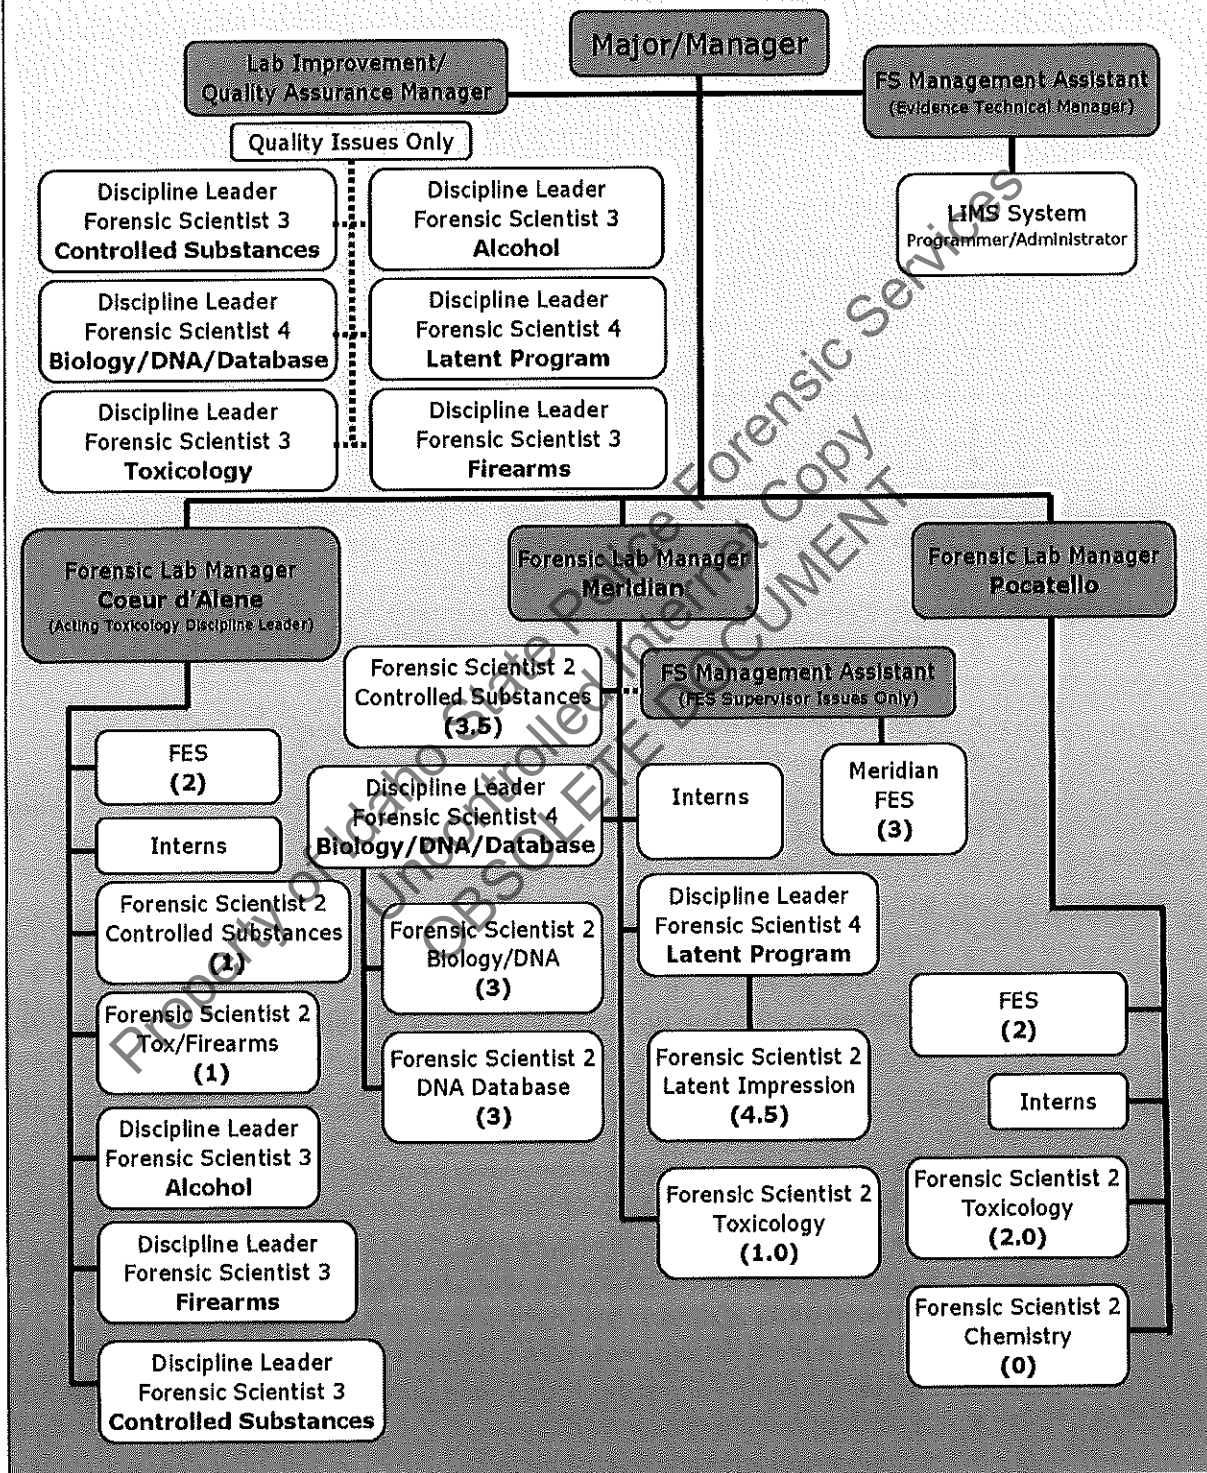 Major/Manager
Lab Improvement/
Quality Assurance Manager
FS Management Assistant
(Evidence Technical Manager)
Quality Issues Only
LIMS System
Programmer/Administrator
Discipline Leader
Forensic Scientist 3
Controlled Substances
Discipline Leader
Forensic Scientist 3
Alcohol
Discipline Leader
Forensic Scientist 4
Biology/DNA/Database
Discipline Leader
Forensic Scientist 4
Latent Program
Discipline Leader
Forensic Scientist 3
Toxicology
Discipline Leader
Forensic Scientist 3
Firearms
Forensic Lab Manager
Coeur d'Alene
(Acting Toxicology Discipline Leader)
Forensic Lab Manager
Meridian
Forensic Lab Manager
Pocatello
FES
(2)
Interns
Forensic Scientist 2
Controlled Substances
(1)
Forensic Scientist 2
Tox/Firearms
(1)
Discipline Leader
Forensic Scientist 3
Alcohol
Discipline Leader
Forensic Scientist 3
Firearms
Discipline Leader
Forensic Scientist 3
Controlled Substances
Forensic Scientist 2
Controlled Substances
(3.5)
FS Management Assistant
(FES Supervisor Issues Only)
Meridian
FES
(3)
Discipline Leader
Forensic Scientist 4
Biology/DNA/Database
Interns
Forensic Scientist 2
Biology/DNA
(3)
Forensic Scientist 2
DNA Database
(3)
Discipline Leader
Forensic Scientist 4
Latent Program
Forensic Scientist 2
Latent Impression
(4.5)
Forensic Scientist 2
Toxicology
(1.0)
FES
(2)
Interns
Forensic Scientist 2
Toxicology
(2.0)
Forensic Scientist 2
Chemistry
(0)
Property of Idaho State Police Forensic Services
Uncontrolled Internet Copy
OBSOLETE DOCUMENT